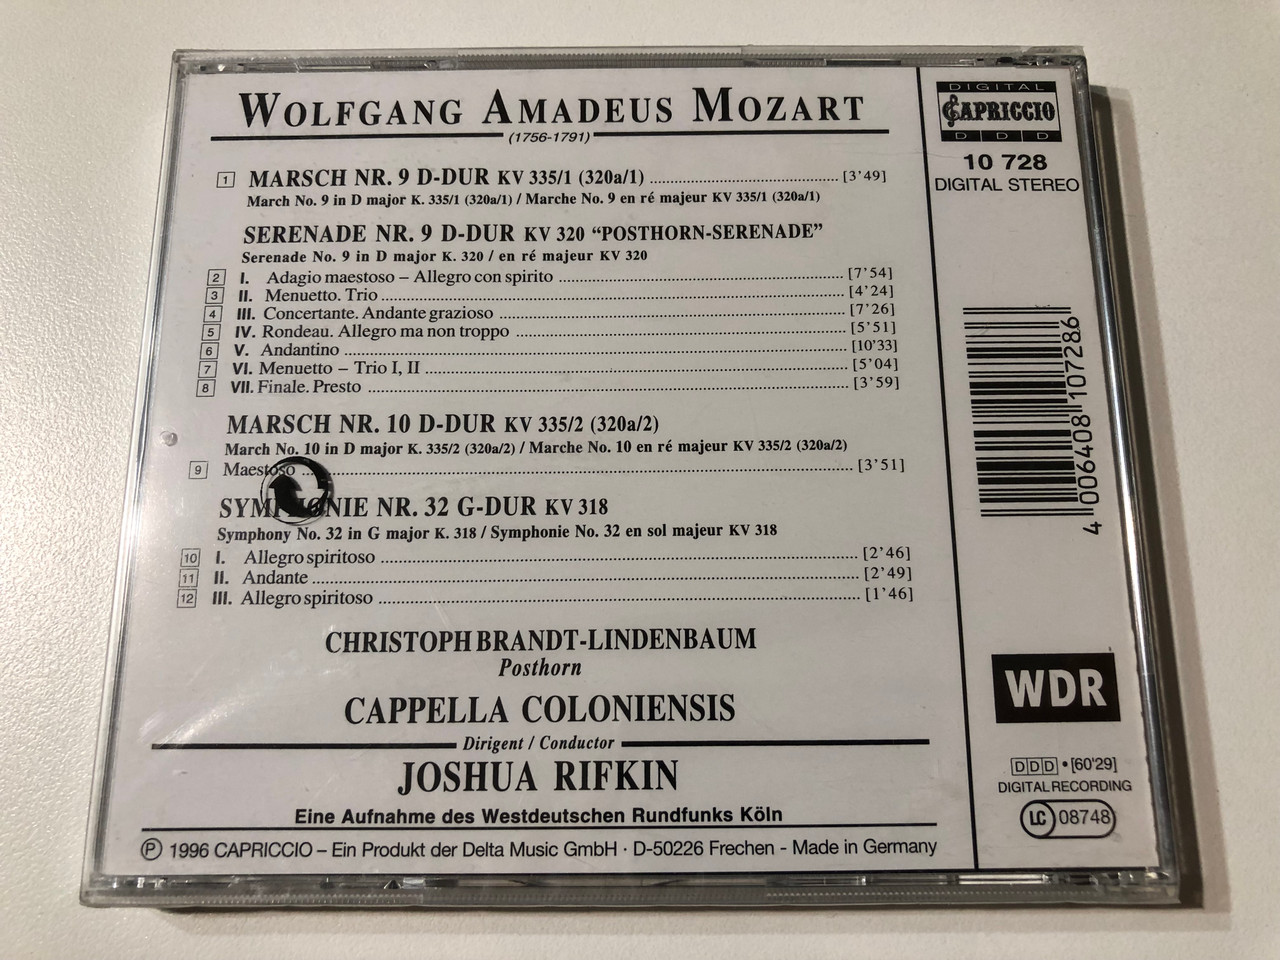 WOLFGANG AMADEUS MOZART
(1756-1791)
1 MARSCH NR. 9 D-DUR KV 335/1 (320a/1) [3'49]
March No. 9 in D major K. 335/1 (320a/1) / Marche No. 9 en ré majeur KV 335/1 (320a/1)
SERENADE NR. 9 D-DUR KV 320 “POSTHORN-SERENADE”
Serenade No. 9 in D major K. 320 / en ré majeur KV 320
2 I. Adagio maestoso – Allegro con spirito [7'54]
3 II. Menuetto. Trio [4'24]
4 III. Concertante. Andante grazioso [7'26]
5 IV. Rondeau. Allegro ma non troppo [5'51]
6 V. Andantino [10'33]
7 VI. Menuetto – Trio I, II [5'04]
8 VII. Finale. Presto [3'59]
MARSCH NR. 10 D-DUR KV 335/2 (320a/2)
March No. 10 in D major K. 335/2 (320a/2) / Marche No. 10 en ré majeur KV 335/2 (320a/2)
9 Maestoso [3'51]
SYMPHONIE NR. 32 G-DUR KV 318
Symphony No. 32 in G major K. 318 / Symphonie No. 32 en sol majeur KV 318
10 I. Allegro spiritoso [2'46]
11 II. Andante [2'49]
12 III. Allegro spiritoso [1'46]
CHRISTOPH BRANDT-LINDENBAUM
Posthorn
CAPPELLA COLONIENSIS
Dirigent / Conductor
JOSHUA RIFKIN
Eine Aufnahme des Westdeutschen Rundfunks Köln
℗ 1996 CAPRICCIO – Ein Produkt der Delta Music GmbH · D-50226 Frechen - Made in Germany
DIGITAL
CAPRICCIO
D D D
10 728
DIGITAL STEREO
4 006408 107286
WDR
DDD • [60'29]
DIGITAL RECORDING
LC 08748